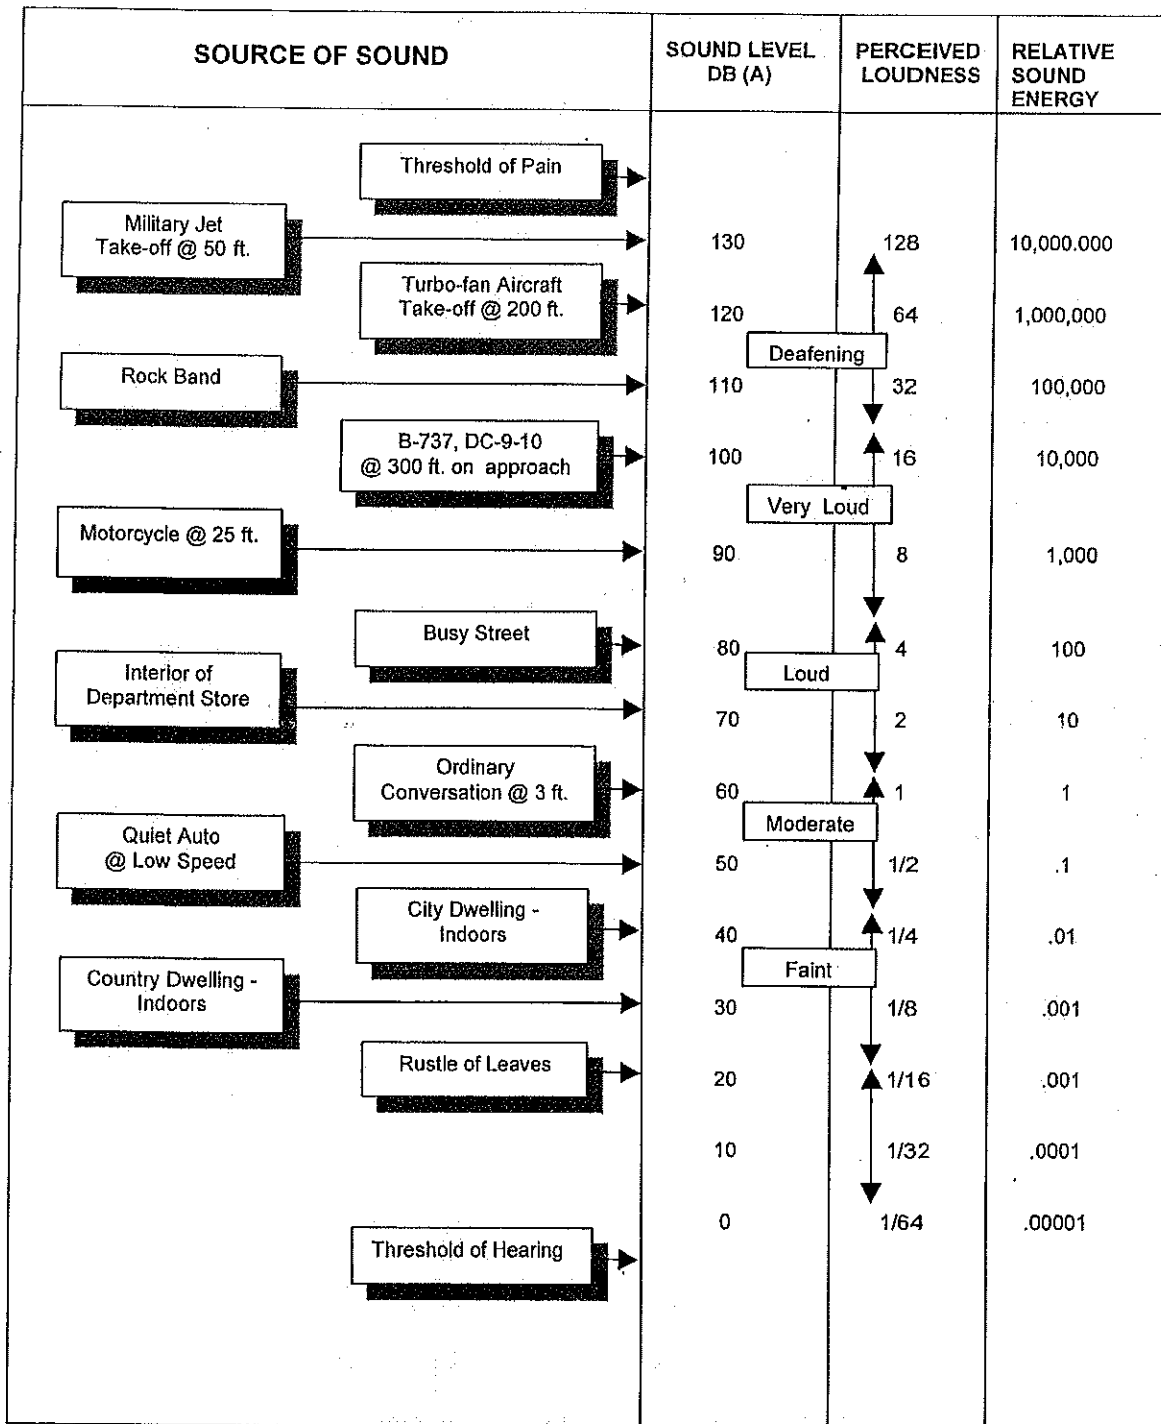 SOURCE OF SOUND
SOUND LEVEL
DB (A)
PERCEIVED
LOUDNESS
RELATIVE
SOUND
ENERGY
Threshold of Pain
Military Jet
Take-off @ 50 ft.
130
128
10,000.000
Turbo-fan Aircraft
Take-off @ 200 ft.
120
64
1,000,000
Deafening
Rock Band
110
32
100,000
B-737, DC-9-10
@ 300 ft. on approach
100
16
10,000
Very Loud
Motorcycle @ 25 ft.
90
8
1,000
Busy Street
80
4
100
Loud
Interior of
Department Store
70
2
10
Ordinary
Conversation @ 3 ft.
60
1
1
Moderate
Quiet Auto
@ Low Speed
50
1/2
.1
City Dwelling -
Indoors
40
1/4
.01
Faint
Country Dwelling -
Indoors
30
1/8
.001
Rustle of Leaves
20
1/16
.001
10
1/32
.0001
0
1/64
.00001
Threshold of Hearing